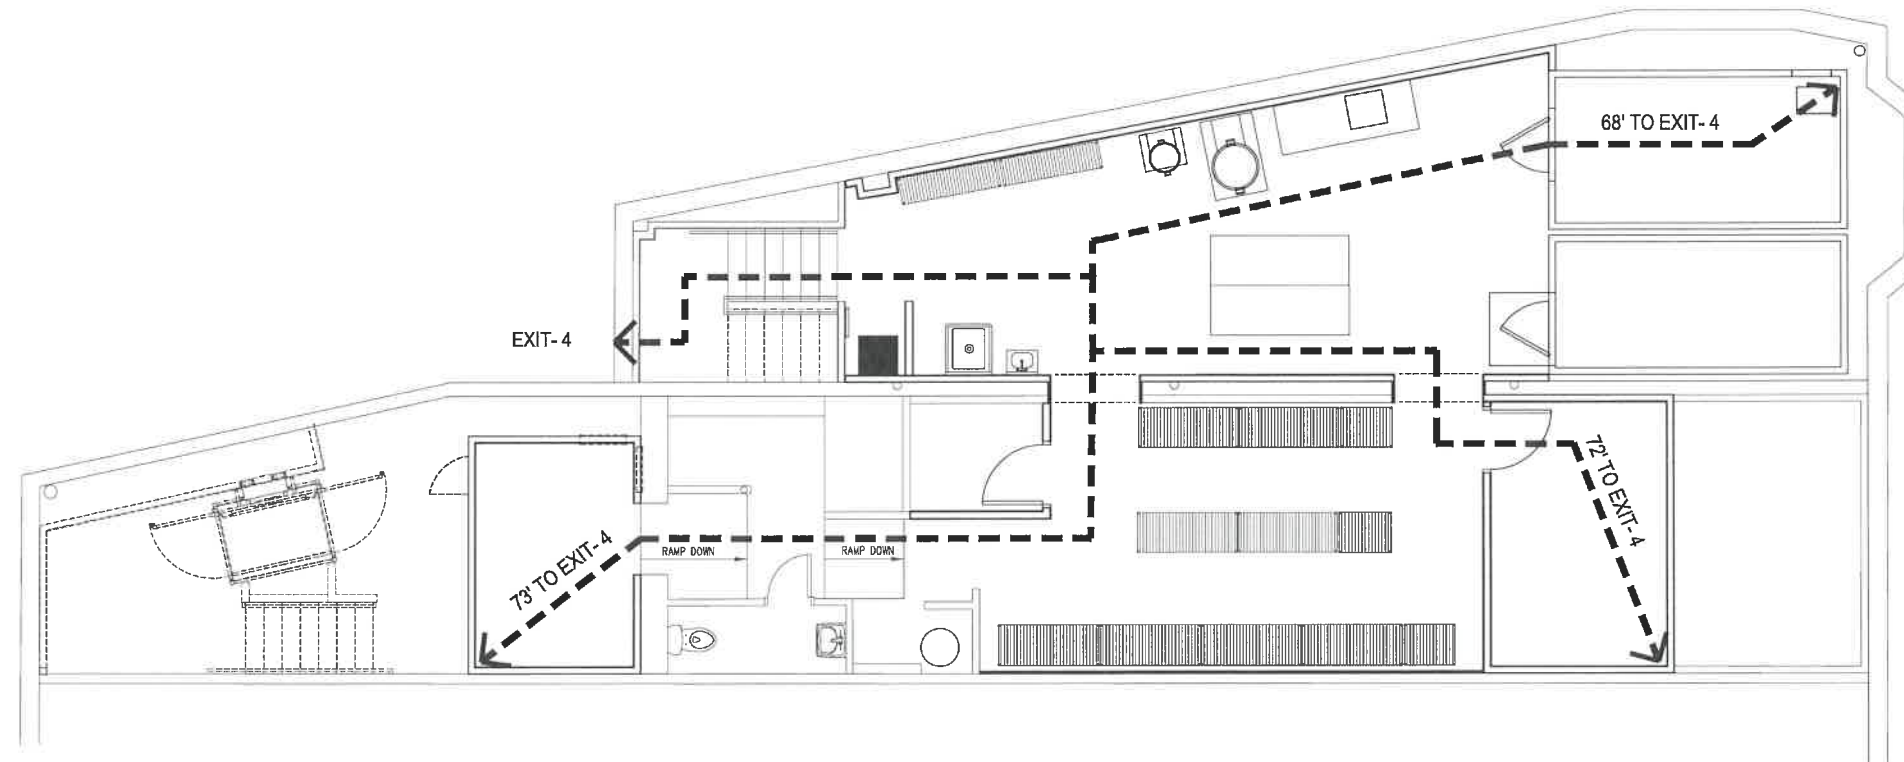 68' TO EXIT- 4
EXIT- 4
72' TO EXIT- 4
73' TO EXIT- 4
RAMP DOWN
RAMP DOWN